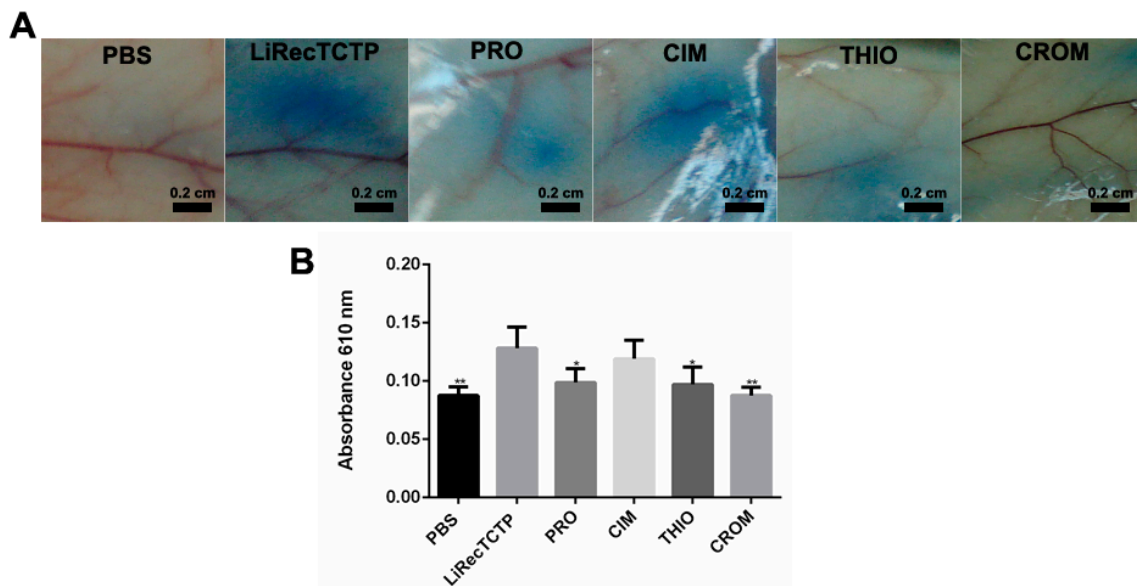 A
PBS
LiRecTCTP
PRO
CIM
THIO
CROM
0.2 cm
0.2 cm
0.2 cm
0.2 cm
0.2 cm
0.2 cm
B
Absorbance 610 nm
0.20
0.15
0.10
0.05
0.00
**
*
*
**
PBS
LiRecTCTP
PRO
CIM
THIO
CROM